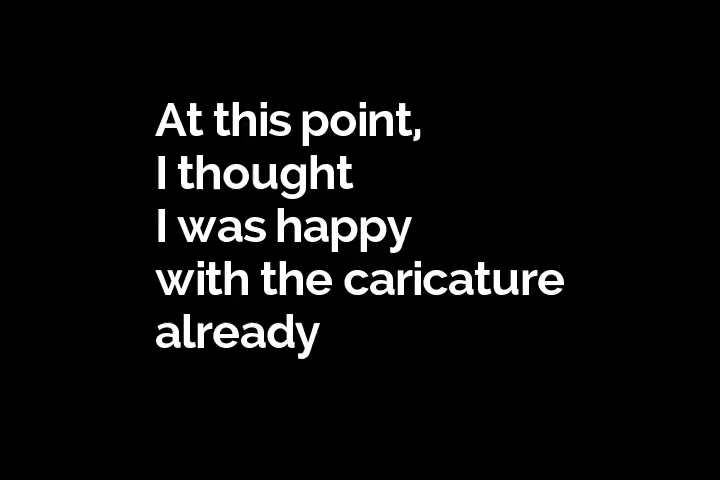 At this point,
I thought
I was happy
with the caricature
already